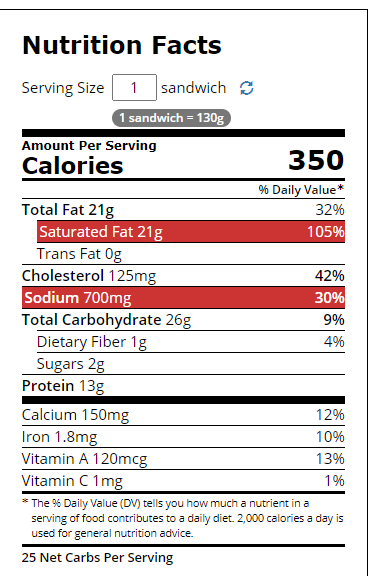 Nutrition Facts
Serving Size 1 sandwich
1 sandwich = 130g
Amount Per Serving
Calories 350
% Daily Value*
Total Fat 21g 32%
Saturated Fat 21g 105%
Trans Fat 0g
Cholesterol 125mg 42%
Sodium 700mg 30%
Total Carbohydrate 26g 9%
Dietary Fiber 1g 4%
Sugars 2g
Protein 13g
Calcium 150mg 12%
Iron 1.8mg 10%
Vitamin A 120mcg 13%
Vitamin C 1mg 1%
* The % Daily Value (DV) tells you how much a nutrient in a
serving of food contributes to a daily diet. 2,000 calories a day is
used for general nutrition advice.
25 Net Carbs Per Serving